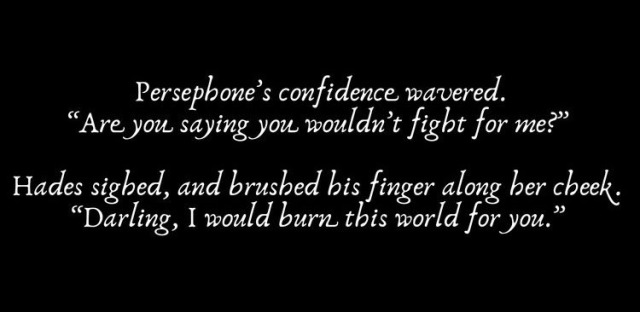 Persephone’s confidence wavered.
“Are you saying you wouldn’t fight for me?”
Hades sighed, and brushed his finger along her cheek.
“Darling, I would burn this world for you.”